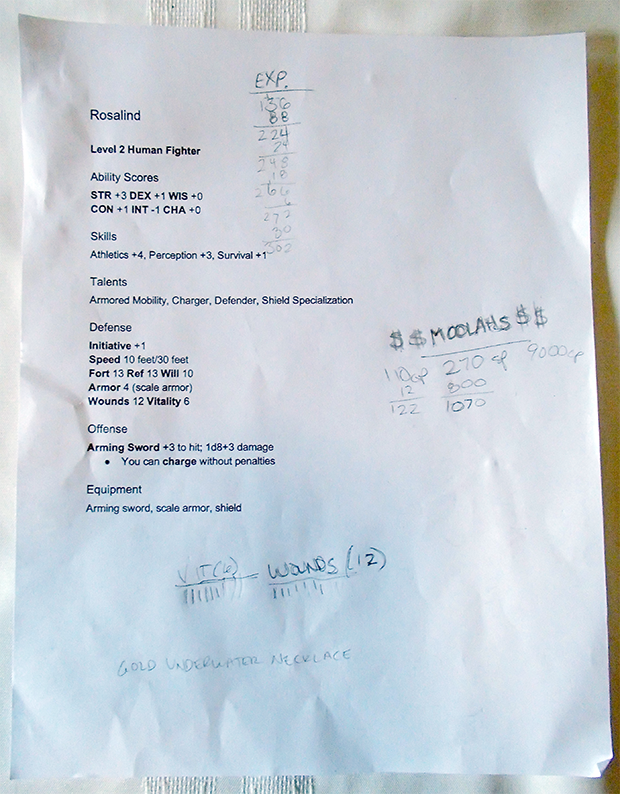 EXP.
136
88
224
24
248
18
266
6
272
30
302
Rosalind
Level 2 Human Fighter
Ability Scores
STR +3 DEX +1 WIS +0
CON +1 INT -1 CHA +0
Skills
Athletics +4, Perception +3, Survival +1
Talents
Armored Mobility, Charger, Defender, Shield Specialization
Defense
Initiative +1
Speed 10 feet/30 feet
Fort 13 Ref 13 Will 10
Armor 4 (scale armor)
Wounds 12 Vitality 6
$ $ MOOLAHS $ $
110 270 sp 9000cp
12 800
122 1070
Offense
Arming Sword +3 to hit; 1d8+3 damage
• You can charge without penalties
Equipment
Arming sword, scale armor, shield
VIT(6) WOUNDS (12)
GOLD UNDERWATER NECKLACE